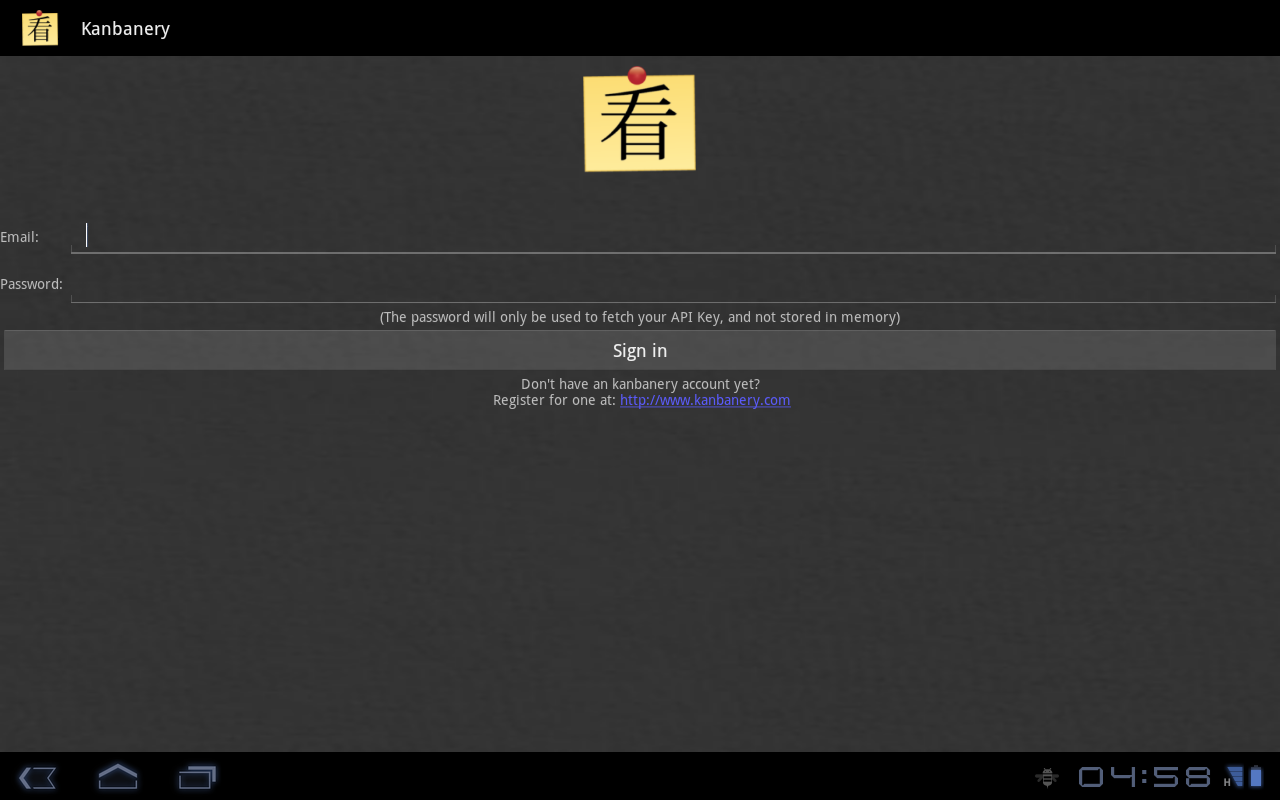 看 Kanbanery
看
Email:
Password:
(The password will only be used to fetch your API Key, and not stored in memory)
Sign in
Don't have an kanbanery account yet?
Register for one at: http://www.kanbanery.com
04:58 H